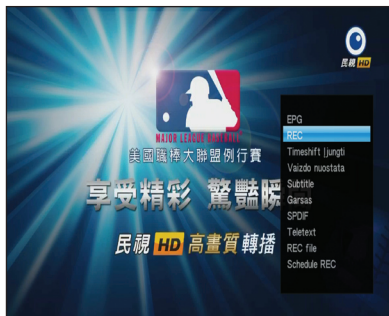 民視 HD
MAJOR LEAGUE BASEBALL
美國職棒大聯盟例行賽
享受精彩 驚豔瞬
民視 HD 高畫質轉播
EPG
REC
Timeshift Įjungti
Vaizdo nuostata
Subtitle
Garsas
SPDIF
Teletext
REC file
Schedule REC